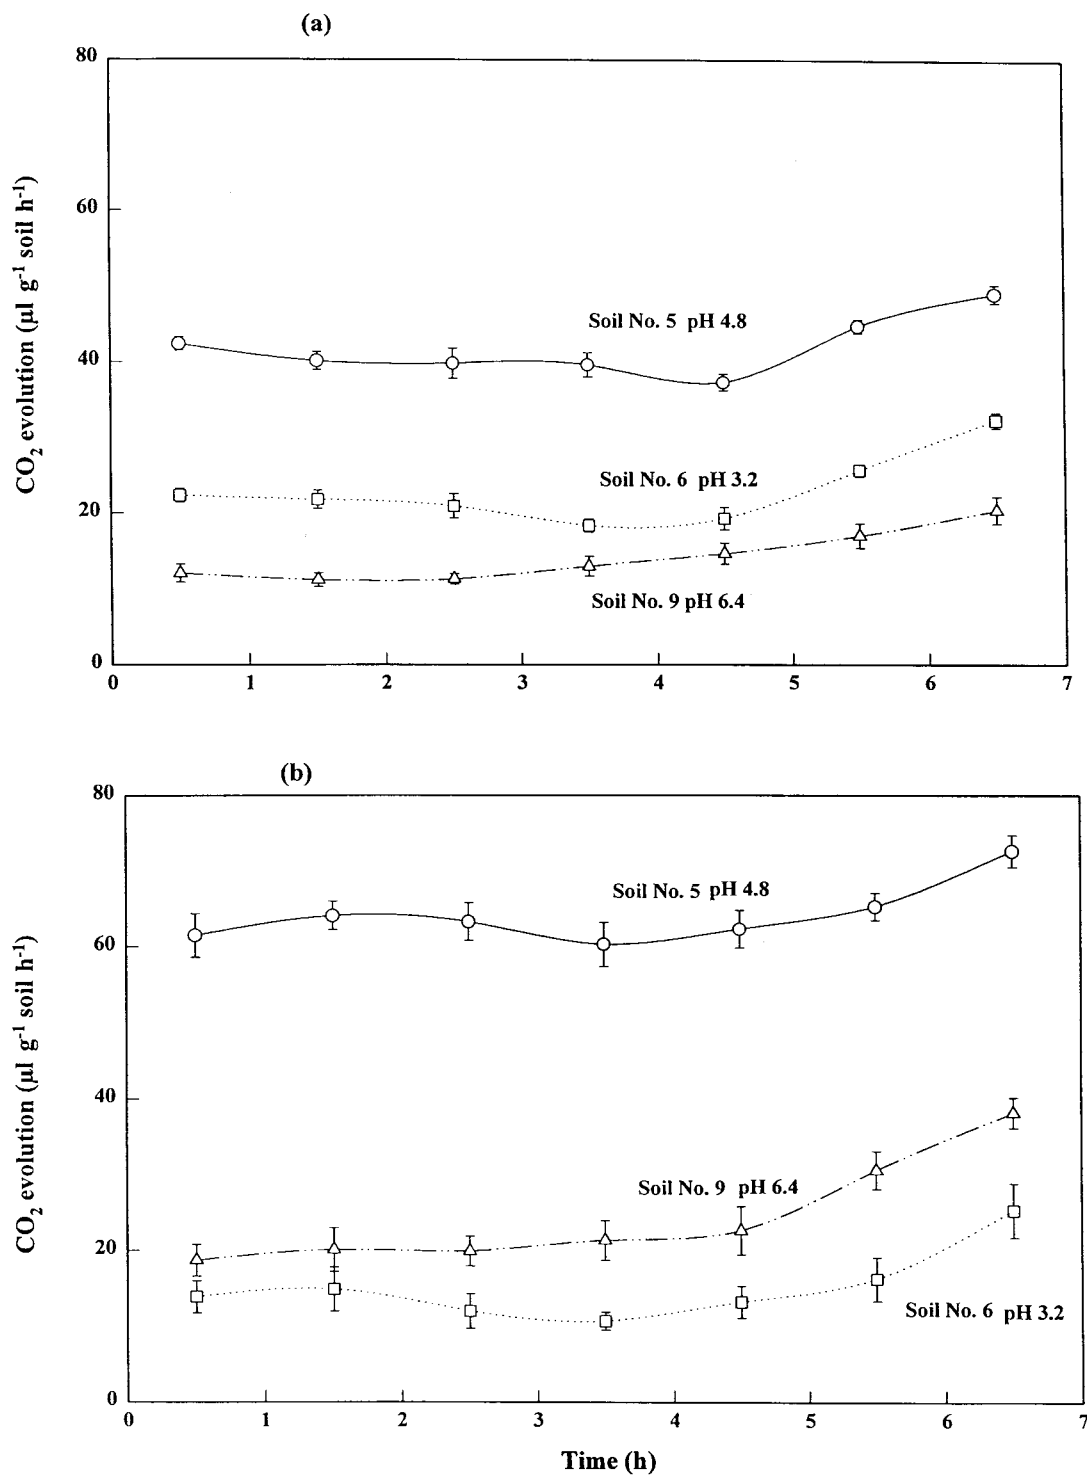 (a)
80
60
40
20
0
CO2 evolution (µl g-1 soil h-1)
Soil No. 5 pH 4.8
Soil No. 6 pH 3.2
Soil No. 9 pH 6.4
0 1 2 3 4 5 6 7
(b)
80
60
40
20
0
CO2 evolution (µl g-1 soil h-1)
Soil No. 5 pH 4.8
Soil No. 9 pH 6.4
Soil No. 6 pH 3.2
0 1 2 3 4 5 6 7
Time (h)